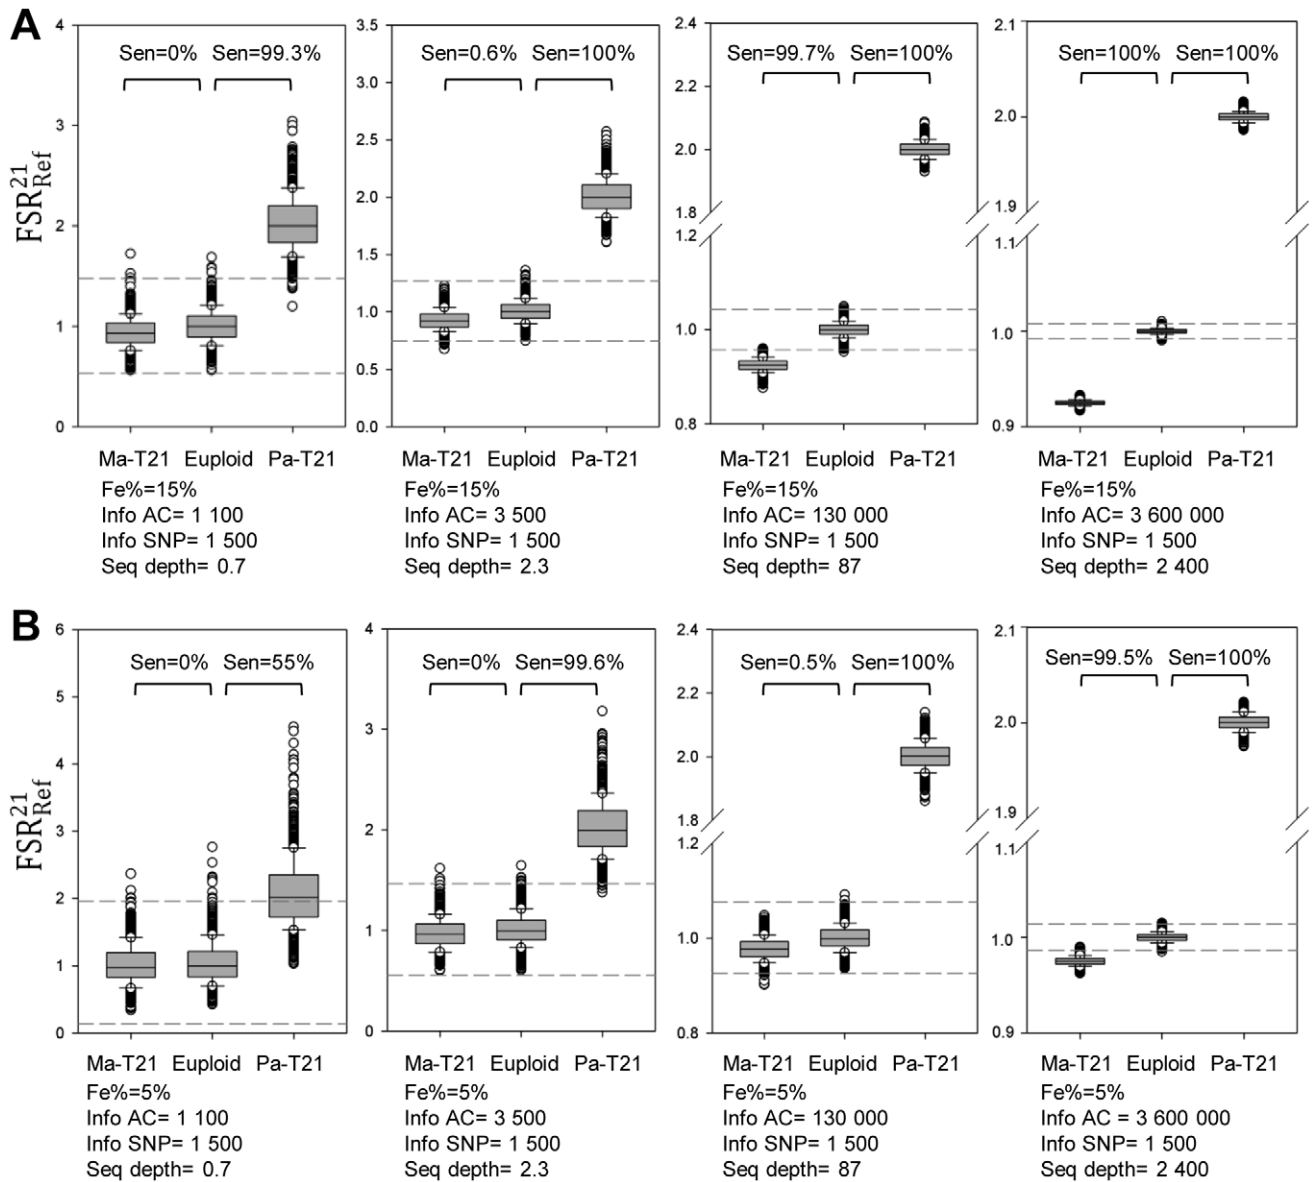 A
FSR21Ref
4
3
2
1
0
Sen=0% Sen=99.3%
Ma-T21 Euploid Pa-T21
Fe%=15%
Info AC= 1 100
Info SNP= 1 500
Seq depth= 0.7
3.5
3.0
2.5
2.0
1.5
1.0
0.5
0.0
Sen=0.6% Sen=100%
Ma-T21 Euploid Pa-T21
Fe%=15%
Info AC= 3 500
Info SNP= 1 500
Seq depth= 2.3
2.4
2.2
2.0
1.8
1.2
1.0
0.8
Sen=99.7% Sen=100%
Ma-T21 Euploid Pa-T21
Fe%=15%
Info AC= 130 000
Info SNP= 1 500
Seq depth= 87
2.1
2.0
1.9
1.1
1.0
0.9
Sen=100% Sen=100%
Ma-T21 Euploid Pa-T21
Fe%=15%
Info AC= 3 600 000
Info SNP= 1 500
Seq depth= 2 400
B
FSR21Ref
6
5
4
3
2
1
0
Sen=0% Sen=55%
Ma-T21 Euploid Pa-T21
Fe%=5%
Info AC= 1 100
Info SNP= 1 500
Seq depth= 0.7
4
3
2
1
0
Sen=0% Sen=99.6%
Ma-T21 Euploid Pa-T21
Fe%=5%
Info AC= 3 500
Info SNP= 1 500
Seq depth= 2.3
2.4
2.2
2.0
1.8
1.2
1.0
0.8
Sen=0.5% Sen=100%
Ma-T21 Euploid Pa-T21
Fe%=5%
Info AC= 130 000
Info SNP= 1 500
Seq depth= 87
2.1
2.0
1.9
1.1
1.0
0.9
Sen=99.5% Sen=100%
Ma-T21 Euploid Pa-T21
Fe%=5%
Info AC = 3 600 000
Info SNP= 1 500
Seq depth= 2 400